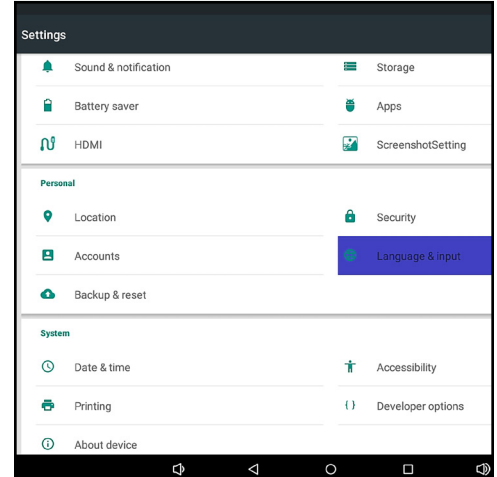 Settings
Sound & notification
Storage
Battery saver
Apps
HDMI
ScreenshotSetting
Personal
Location
Security
Accounts
Language & input
Backup & reset
System
Date & time
Accessibility
Printing
{ } Developer options
About device